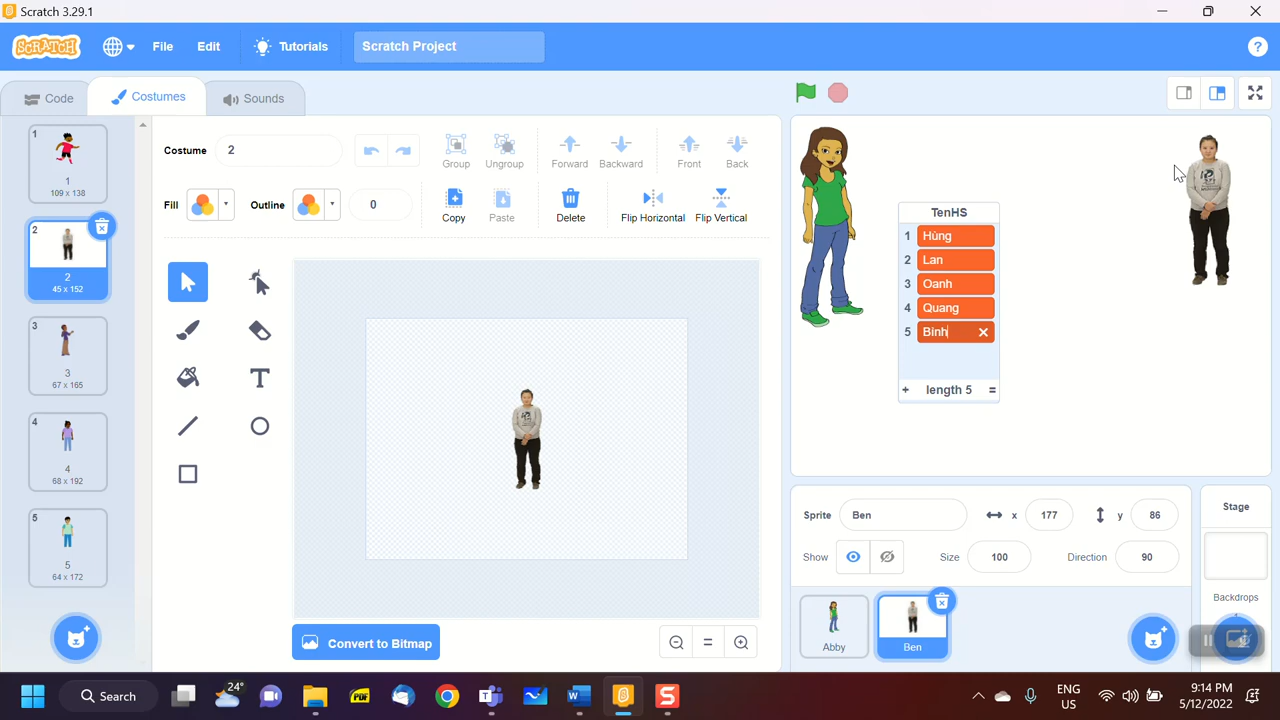 Scratch 3.29.1
SCRATCH
File
Edit
Tutorials
Scratch Project
?
Code
Costumes
Sounds
Costume
2
Group
Ungroup
Forward
Backward
Front
Back
Fill
Outline
0
Copy
Paste
Delete
Flip Horizontal
Flip Vertical
1
1
109 x 138
2
2
45 x 152
3
3
67 x 165
4
4
68 x 192
5
5
64 x 172
T
Convert to Bitmap
TenHS
1 Hùng
2 Lan
3 Oanh
4 Quang
5 Binh
+ length 5 =
Sprite
Ben
x
177
y
86
Show
Size
100
Direction
90
Abby
Ben
Stage
Backdrops
Search
24°
PDF
ENG
US
9:14 PM
5/12/2022